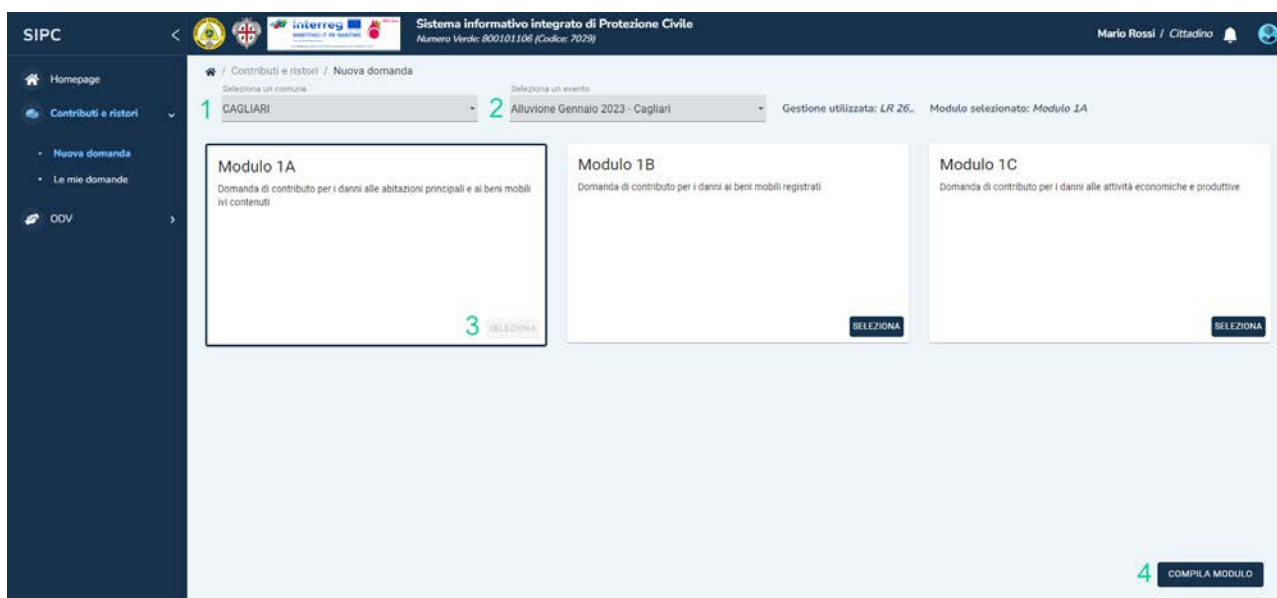 SIPC <
Interreg
MARITTIMO-IT FR-MARITIME
Sistema informativo integrato di Protezione Civile
Numero Verde: 800101106 (Codice: 7029)
Mario Rossi / Cittadino
Homepage
Contributi e ristori
Nuova domanda
Le mie domande
ODV
/ Contributi e ristori / Nuova domanda
Seleziona un comune
1 CAGLIARI
Seleziona un evento
2 Alluvione Gennaio 2023 - Cagliari
Gestione utilizzata: LR 26.. Modulo selezionato: Modulo 1A
Modulo 1A
Domanda di contributo per i danni alle abitazioni principali e ai beni mobili
ivi contenuti
3 SELEZIONA
Modulo 1B
Domanda di contributo per i danni ai beni mobili registrati
SELEZIONA
Modulo 1C
Domanda di contributo per i danni alle attività economiche e produttive
SELEZIONA
4 COMPILA MODULO